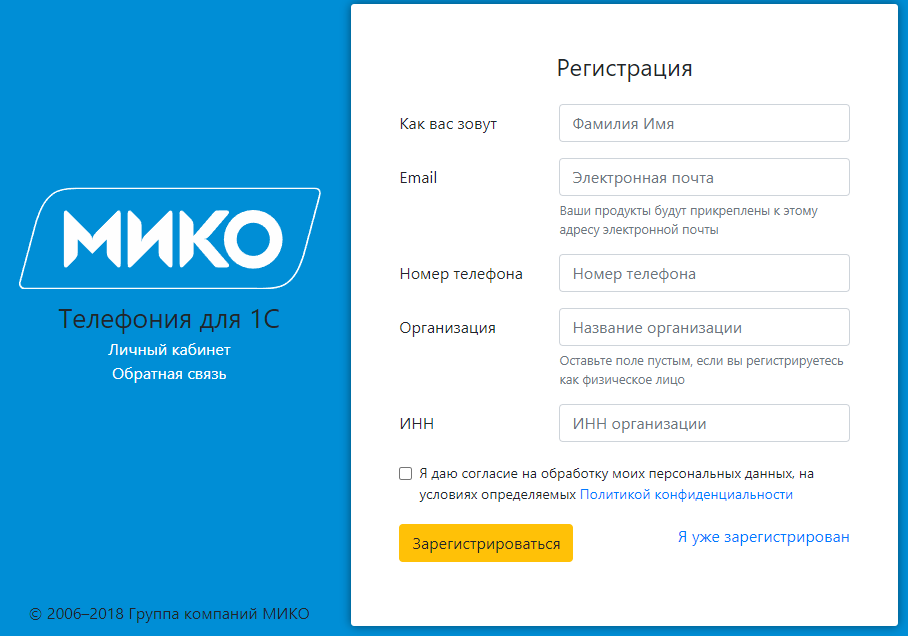 МИКО
Телефония для 1С
Личный кабинет
Обратная связь
© 2006–2018 Группа компаний МИКО
Регистрация
Как вас зовут
Фамилия Имя
Email
Электронная почта
Ваши продукты будут прикреплены к этому
адресу электронной почты
Номер телефона
Номер телефона
Организация
Название организации
Оставьте поле пустым, если вы регистрируетесь
как физическое лицо
ИНН
ИНН организации
Я даю согласие на обработку моих персональных данных, на
условиях определяемых Политикой конфиденциальности
Зарегистрироваться
Я уже зарегистрирован